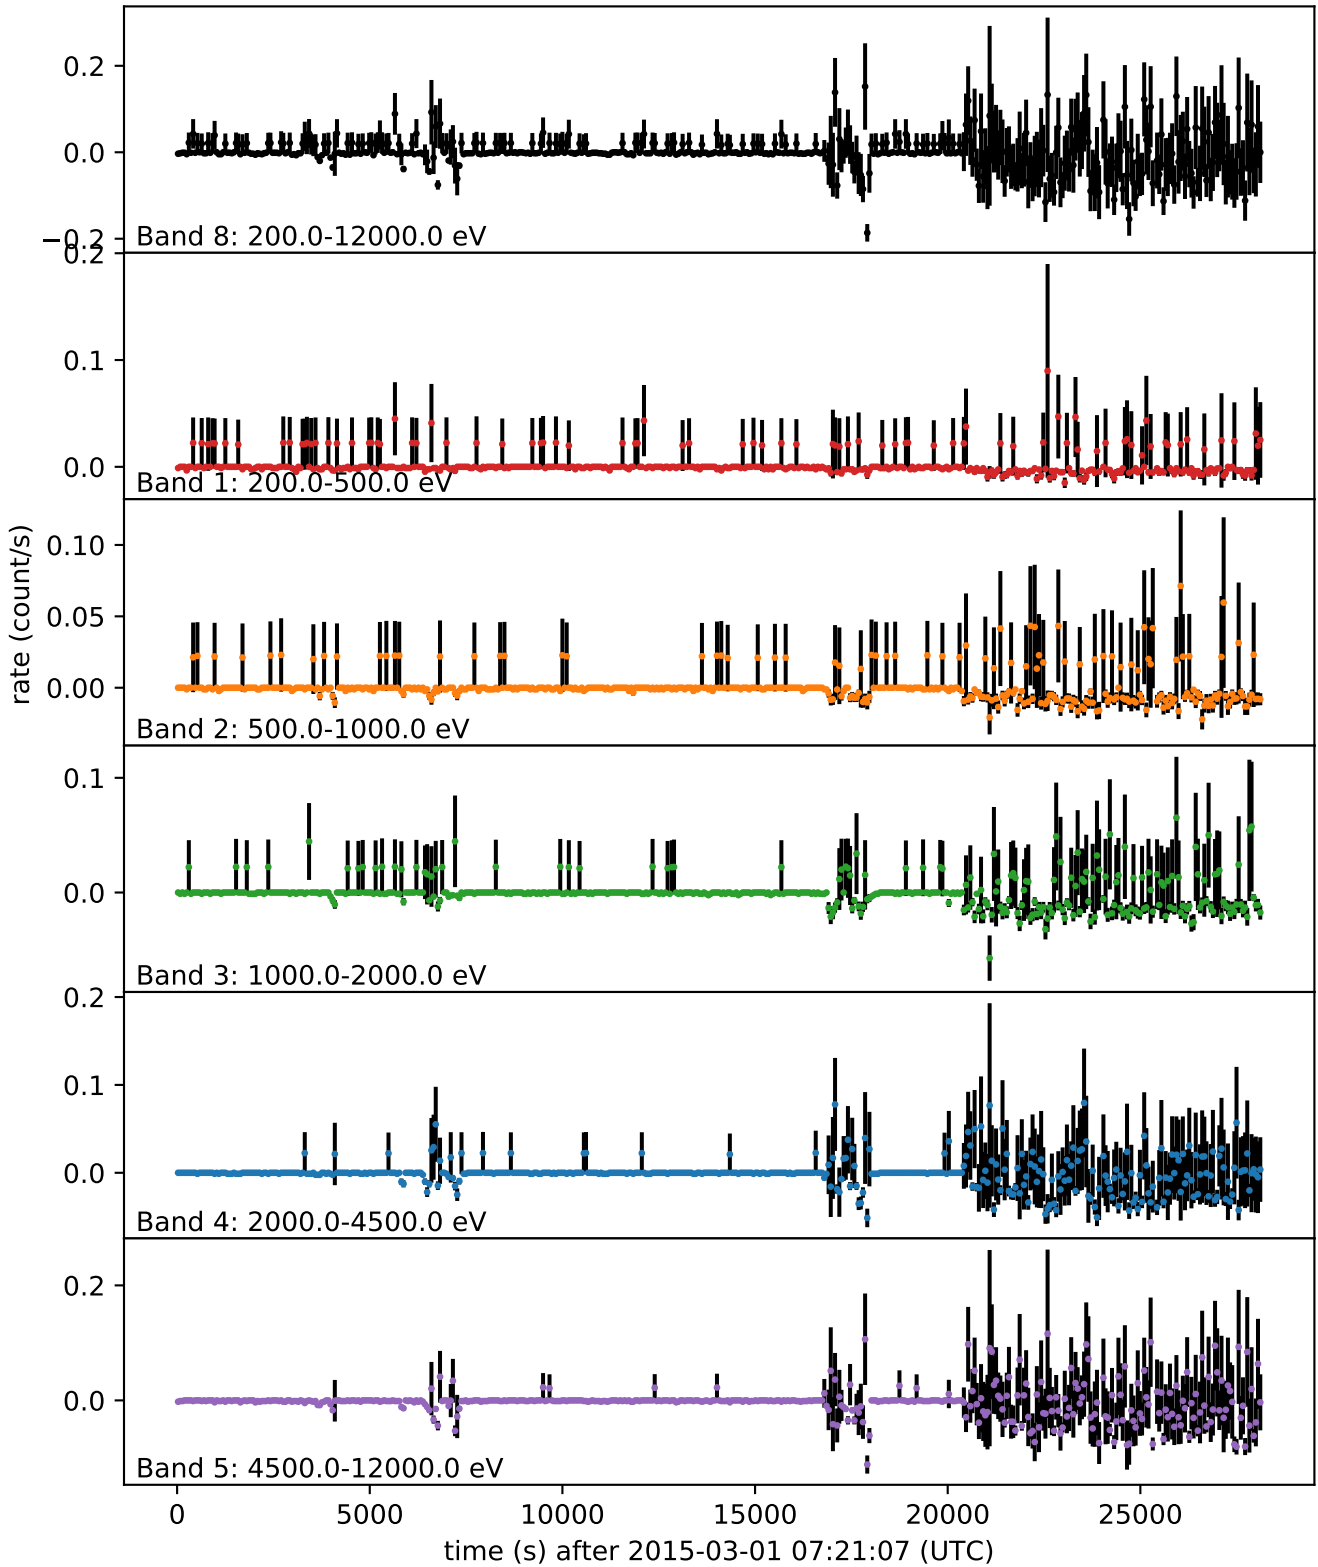 0.2
0.0
−0.2
Band 8: 200.0-12000.0 eV
0.2
0.1
0.0
Band 1: 200.0-500.0 eV
rate (count/s)
0.10
0.05
0.00
Band 2: 500.0-1000.0 eV
0.1
0.0
Band 3: 1000.0-2000.0 eV
0.2
0.1
0.0
Band 4: 2000.0-4500.0 eV
0.2
0.0
Band 5: 4500.0-12000.0 eV
0 5000 10000 15000 20000 25000
time (s) after 2015-03-01 07:21:07 (UTC)